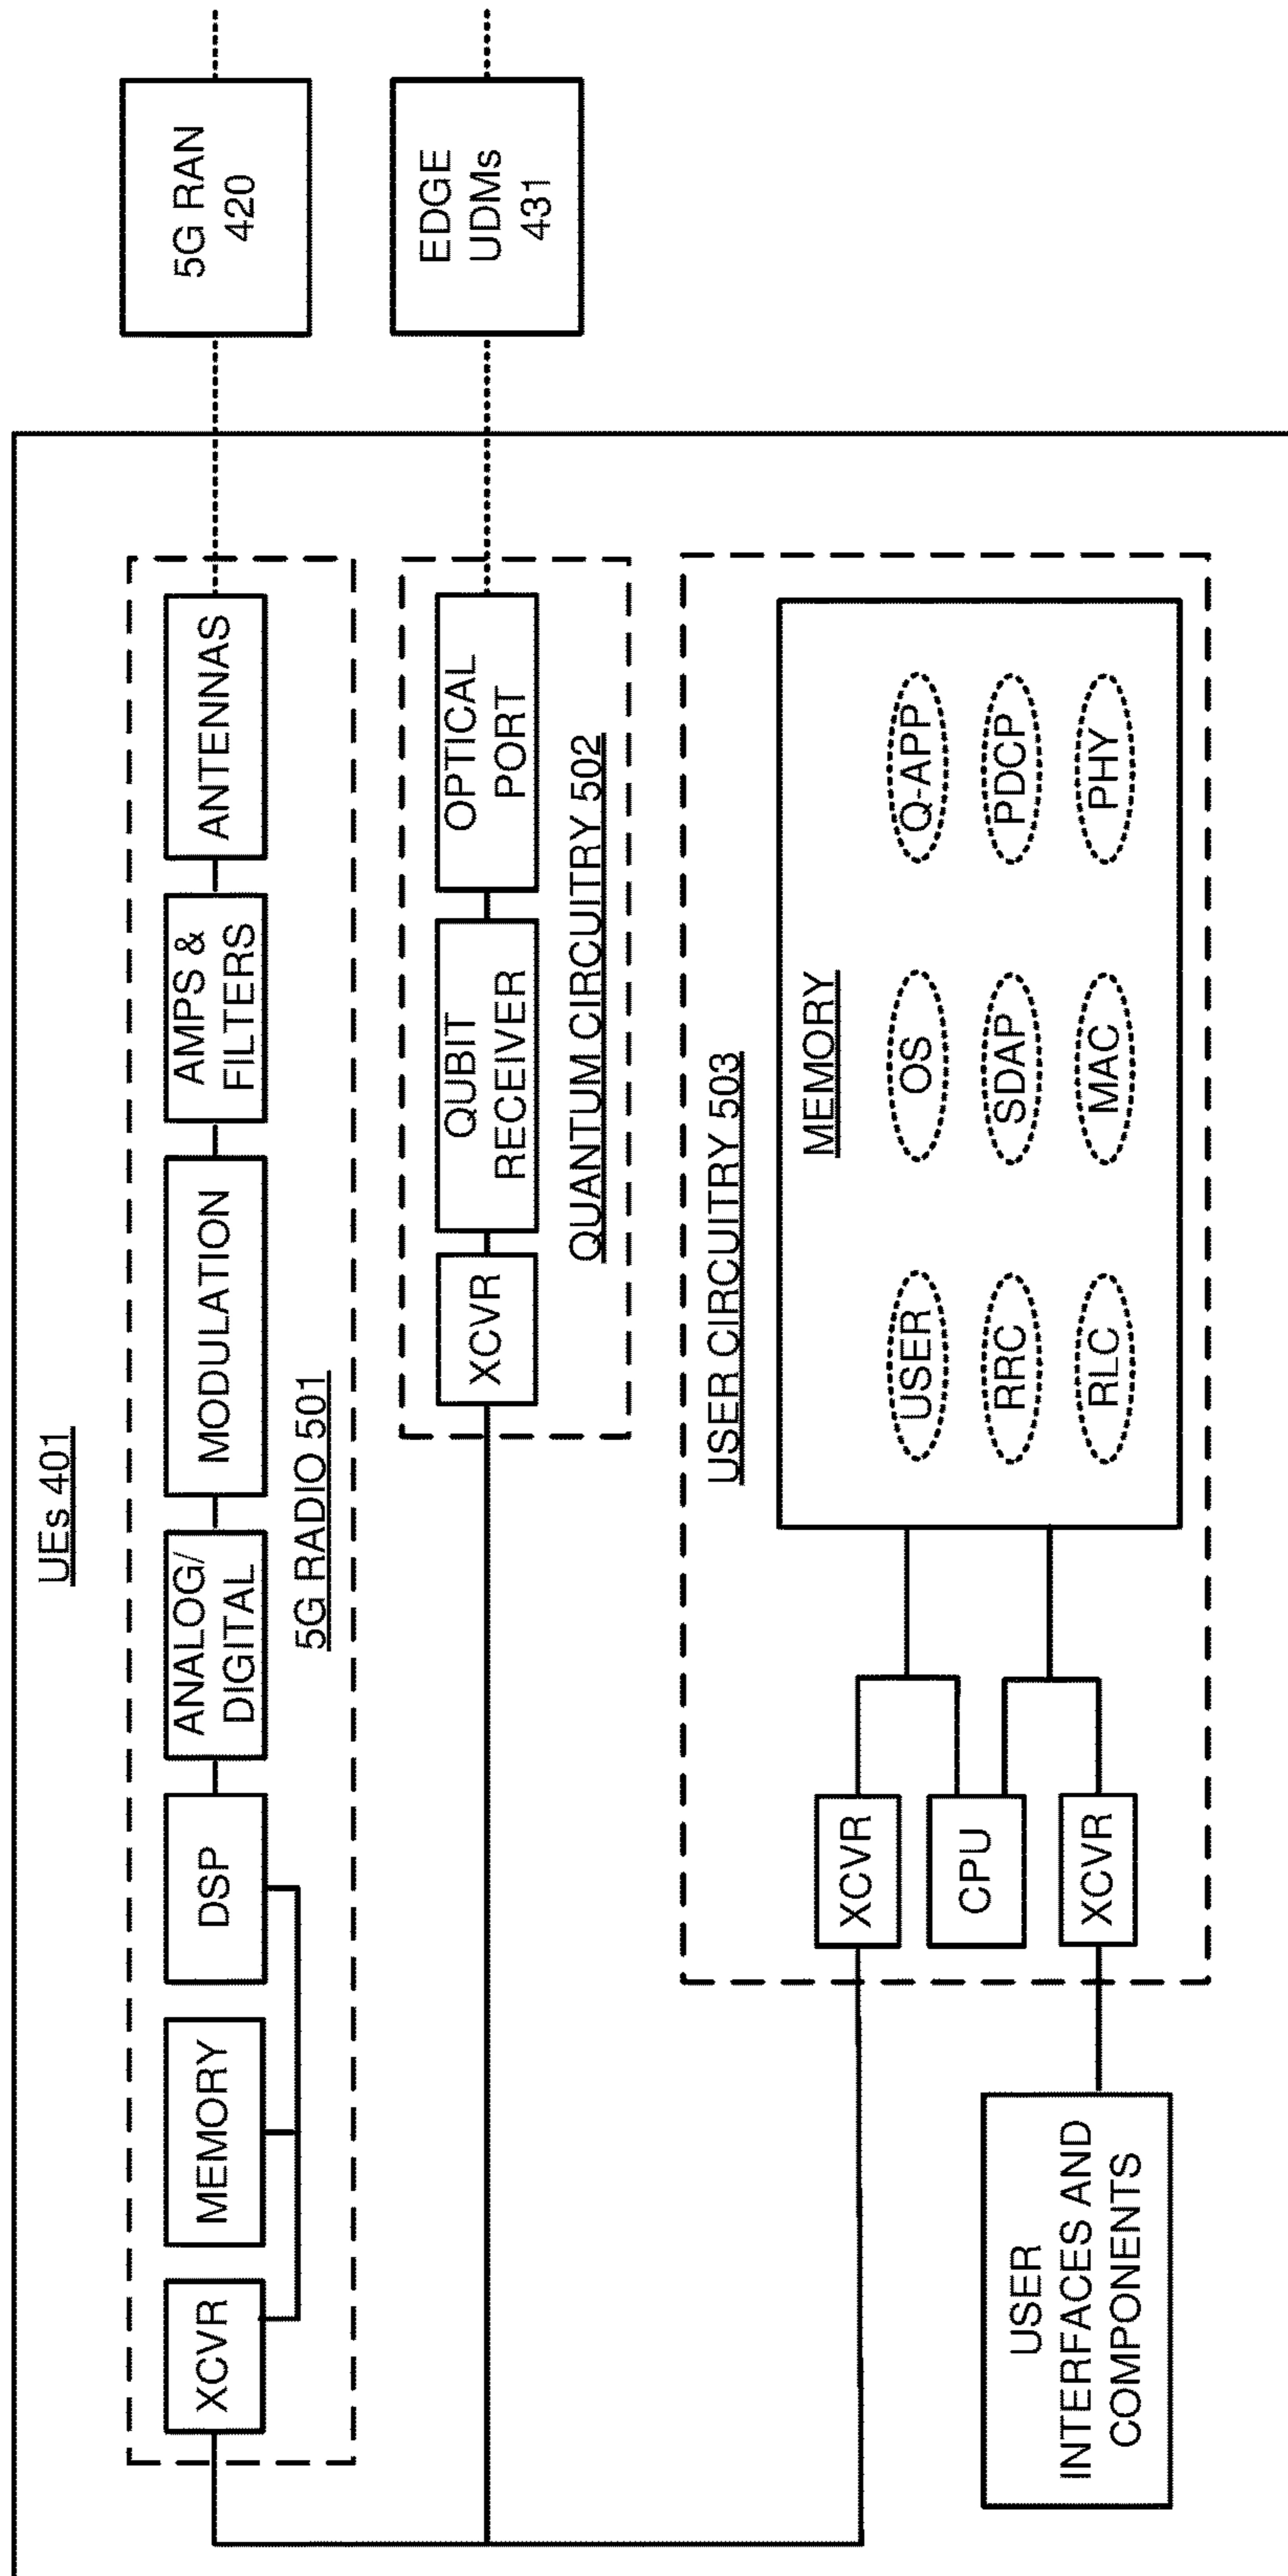 UEs 401
XCVR
MEMORY
DSP
ANALOG/
DIGITAL
MODULATION
AMPS &
FILTERS
ANTENNAS
5G RADIO 501
5G RAN
420
XCVR
QUBIT
RECEIVER
OPTICAL
PORT
QUANTUM CIRCUITRY 502
EDGE
UDMs
431
USER CIRCUITRY 503
XCVR
CPU
XCVR
MEMORY
USER
OS
Q-APP
RRC
SDAP
PDCP
RLC
MAC
PHY
USER
INTERFACES AND
COMPONENTS